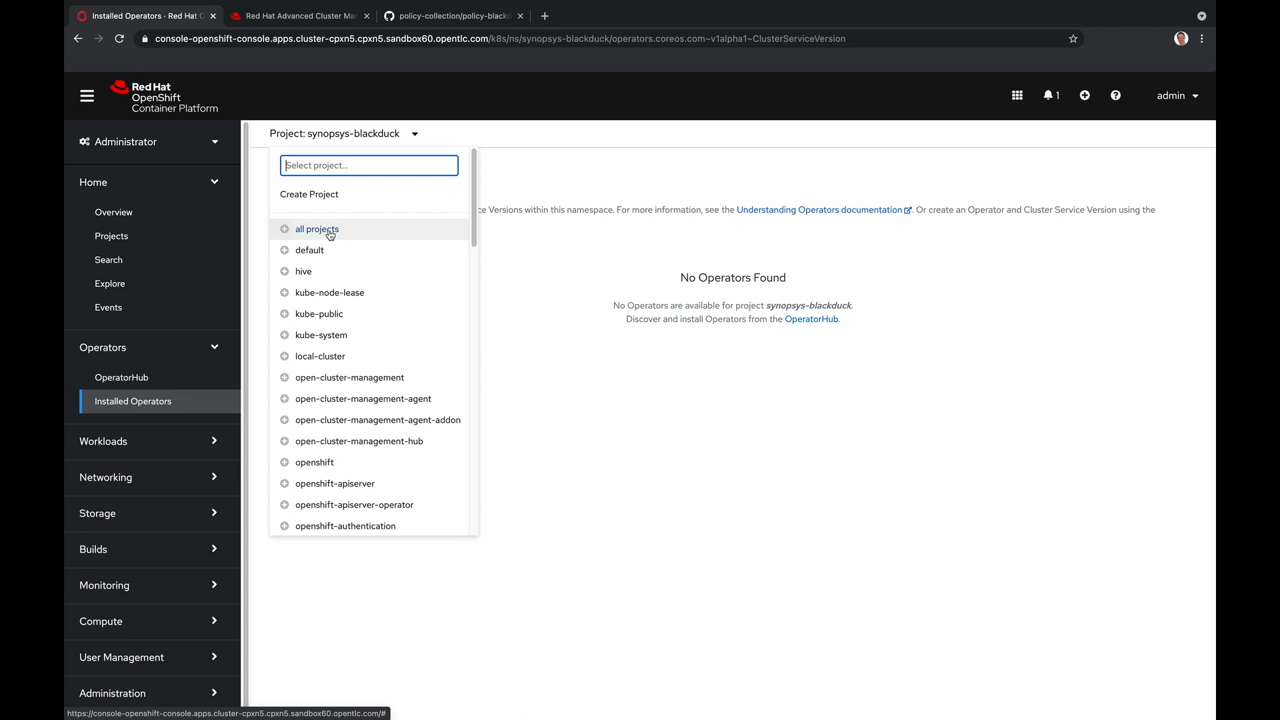 Installed Operators · Red Hat O
Red Hat Advanced Cluster Ma
policy-collection/policy-blackd
console-openshift-console.apps.cluster-cpxn5.cpxn5.sandbox60.opentlc.com/k8s/ns/synopsys-blackduck/operators.coreos.com~v1alpha1~ClusterServiceVersion
Red Hat
OpenShift
Container Platform
1
admin
Administrator
Home
Overview
Projects
Search
Explore
Events
Operators
OperatorHub
Installed Operators
Workloads
Networking
Storage
Builds
Monitoring
Compute
User Management
Administration
Project: synopsys-blackduck
Select project...
Create Project
all projects
default
hive
kube-node-lease
kube-public
kube-system
local-cluster
open-cluster-management
open-cluster-management-agent
open-cluster-management-agent-addon
open-cluster-management-hub
openshift
openshift-apiserver
openshift-apiserver-operator
openshift-authentication
ce Versions within this namespace. For more information, see the Understanding Operators documentation. Or create an Operator and Cluster Service Version using the
No Operators Found
No Operators are available for project synopsys-blackduck.
Discover and install Operators from the OperatorHub.
https://console-openshift-console.apps.cluster-cpxn5.cpxn5.sandbox60.opentlc.com/#